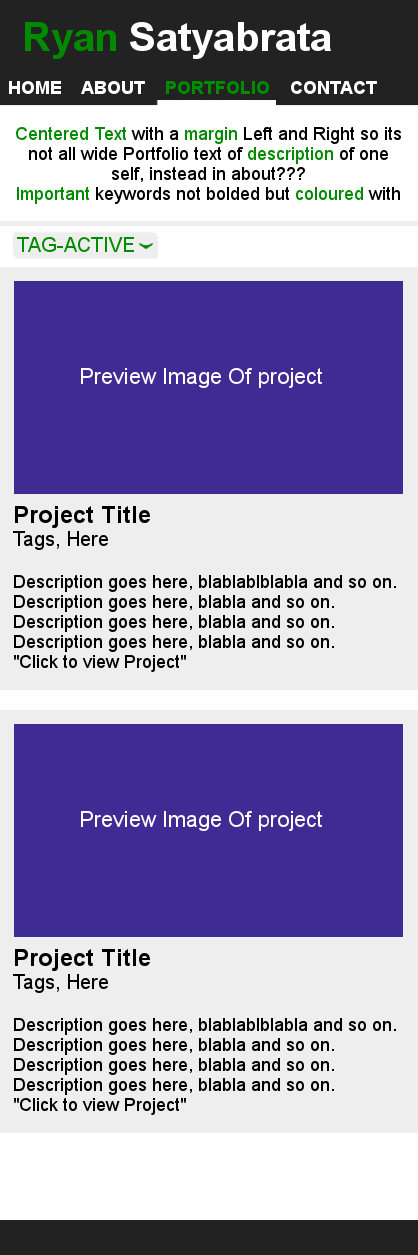 Ryan Satyabrata
HOME ABOUT PORTFOLIO CONTACT
Centered Text with a margin Left and Right so its
not all wide Portfolio text of description of one
self, instead in about???
Important keywords not bolded but coloured with
TAG-ACTIVE
Preview Image Of project
Project Title
Tags, Here
Description goes here, blablablblabla and so on.
Description goes here, blabla and so on.
Description goes here, blabla and so on.
Description goes here, blabla and so on.
"Click to view Project"
Preview Image Of project
Project Title
Tags, Here
Description goes here, blablablblabla and so on.
Description goes here, blabla and so on.
Description goes here, blabla and so on.
Description goes here, blabla and so on.
"Click to view Project"